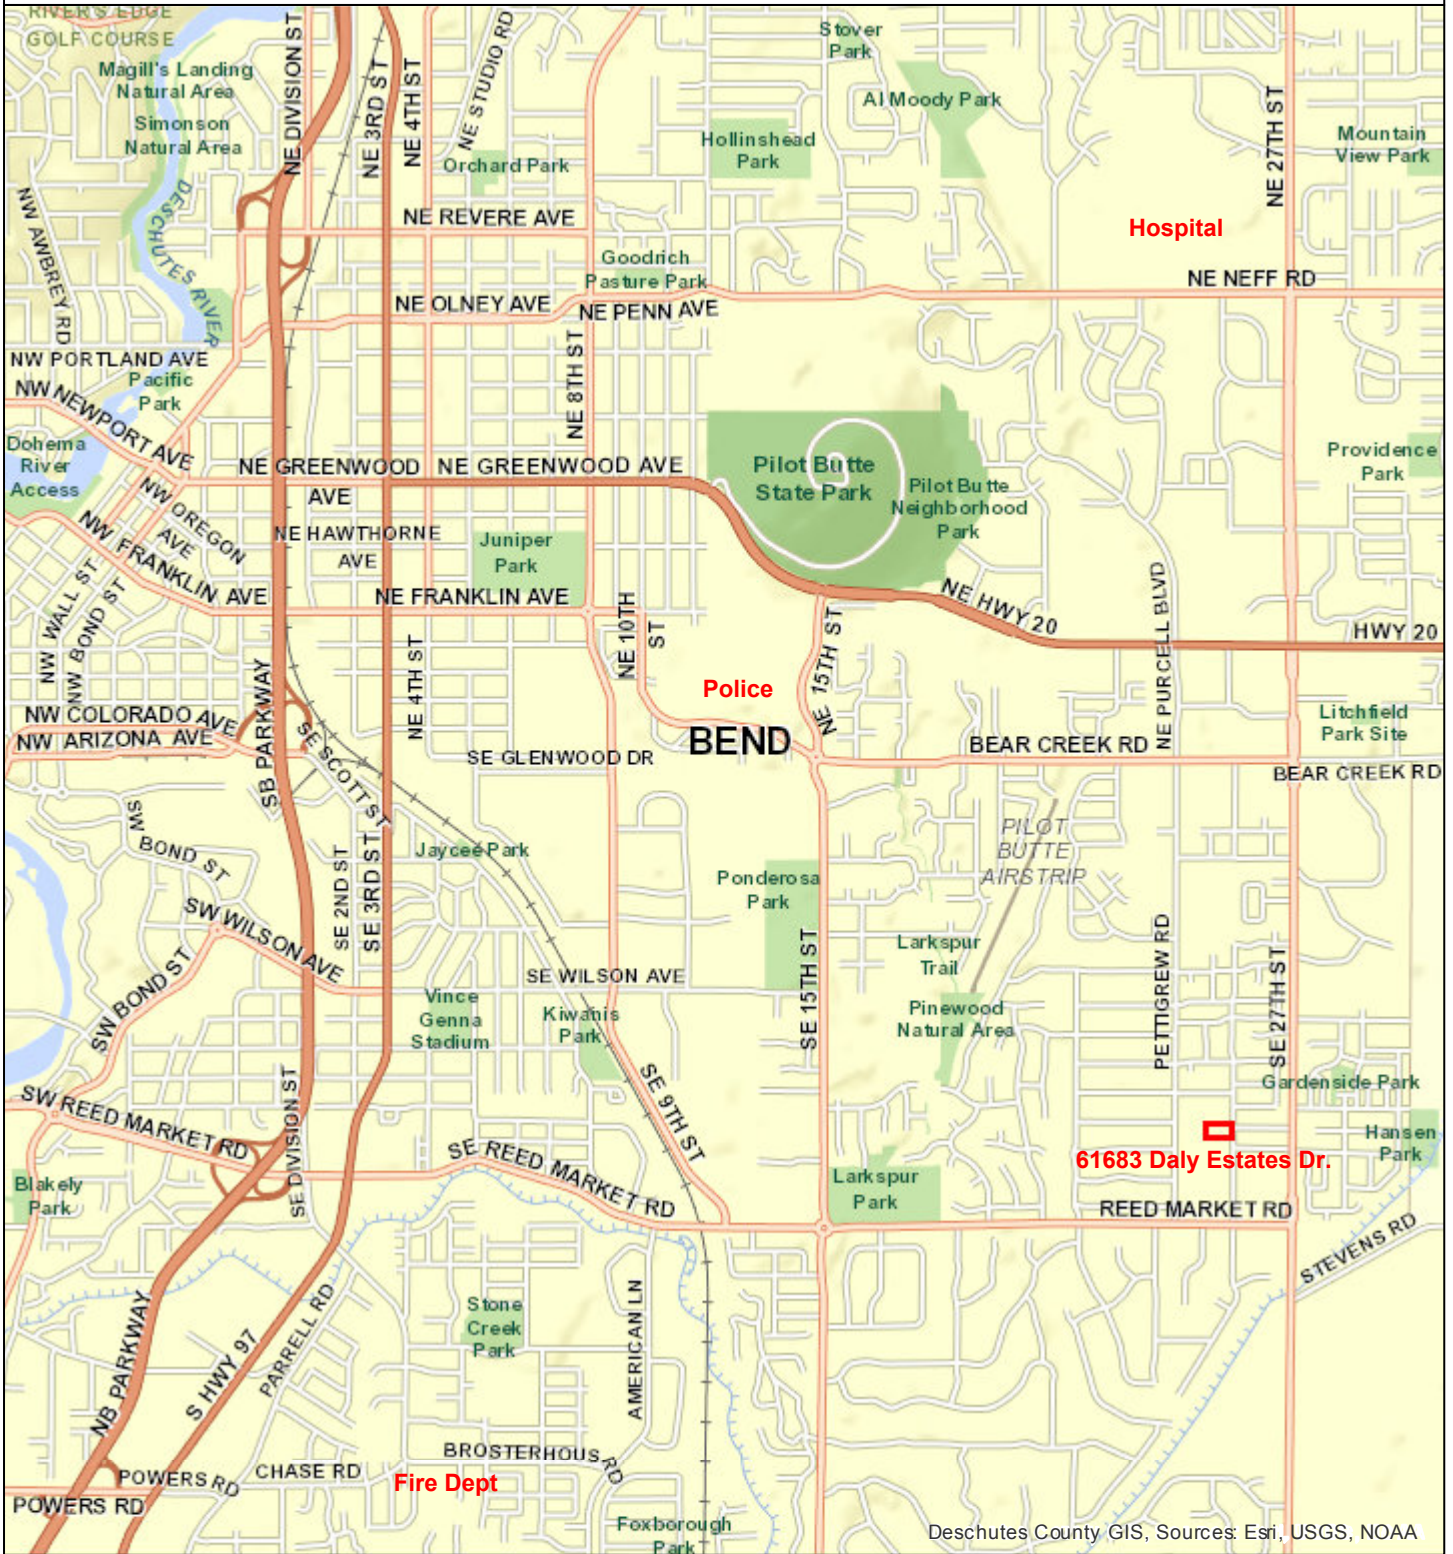 RIVER'S EDGE
GOLF COURSE
Magill's Landing
Natural Area
Simonson
Natural Area
NE DIVISION ST
NE 3RD ST
NE 4TH ST
NE STUDIO RD
Orchard Park
Stover
Park
Al Moody Park
Hollinshead
Park
NE 27TH ST
Mountain
View Park
NW AWBREY RD
DESCHUTES RIVER
NE REVERE AVE
Goodrich
Pasture Park
Hospital
NE NEFF RD
NE OLNEY AVE
NE PENN AVE
NW PORTLAND AVE
Pacific
Park
NW NEWPORT AVE
NE 8TH ST
Dohema
River
Access
NE GREENWOOD
AVE
NE GREENWOOD AVE
Pilot Butte
State Park
Pilot Butte
Neighborhood
Park
Providence
Park
NW OREGON
AVE
NE HAWTHORNE
AVE
Juniper
Park
NW FRANKLIN AVE
NE FRANKLIN AVE
NW WALL ST
NW BOND ST
NE 10TH
ST
NE 15TH ST
NE HWY 20
NE PURCELL BLVD
HWY 20
NE 4TH ST
SB PARKWAY
Police
BEND
NW COLORADO AVE
NW ARIZONA AVE
SE SCOTT ST
SE GLENWOOD DR
BEAR CREEK RD
Litchfield
Park Site
BEAR CREEK RD
SW
BOND ST
PILOT
BUTTE
AIRSTRIP
SE 2ND ST
SE 3RD ST
Jaycee Park
Ponderosa
Park
SW WILSON AVE
SW BOND ST
SE WILSON AVE
SE 15TH ST
Larkspur
Trail
PETTIGREW RD
SE 27TH ST
Vince
Genna
Stadium
Kiwanis
Park
Pinewood
Natural Area
SE DIVISION ST
SE 9TH ST
Gardenside Park
SW REED MARKET RD
SE REED MARKET RD
61683 Daly Estates Dr.
Hansen
Park
Blakely
Park
Larkspur
Park
REED MARKET RD
STEVENS RD
NB PARKWAY
S HWY 97
PARRELL RD
Stone
Creek
Park
AMERICAN LN
BROSTERHOUS RD
POWERS RD
CHASE RD
Fire Dept
POWERS RD
Foxborough
Park
Deschutes County GIS, Sources: Esri, USGS, NOAA